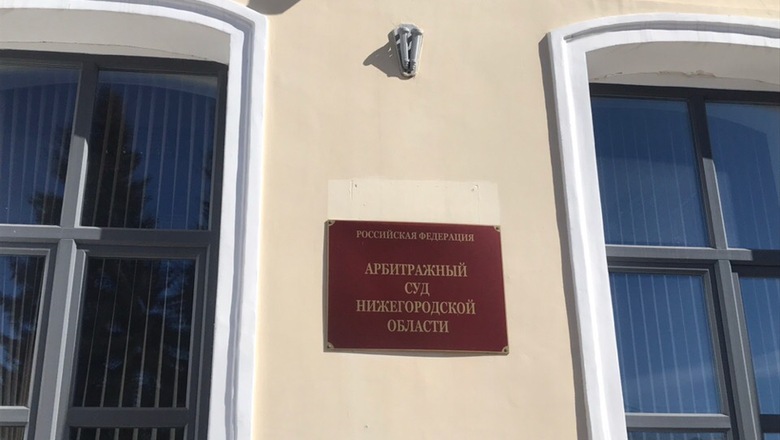 РОССИЙСКАЯ ФЕДЕРАЦИЯ
АРБИТРАЖНЫЙ
СУД
НИЖЕГОРОДСКОЙ
ОБЛАСТИ